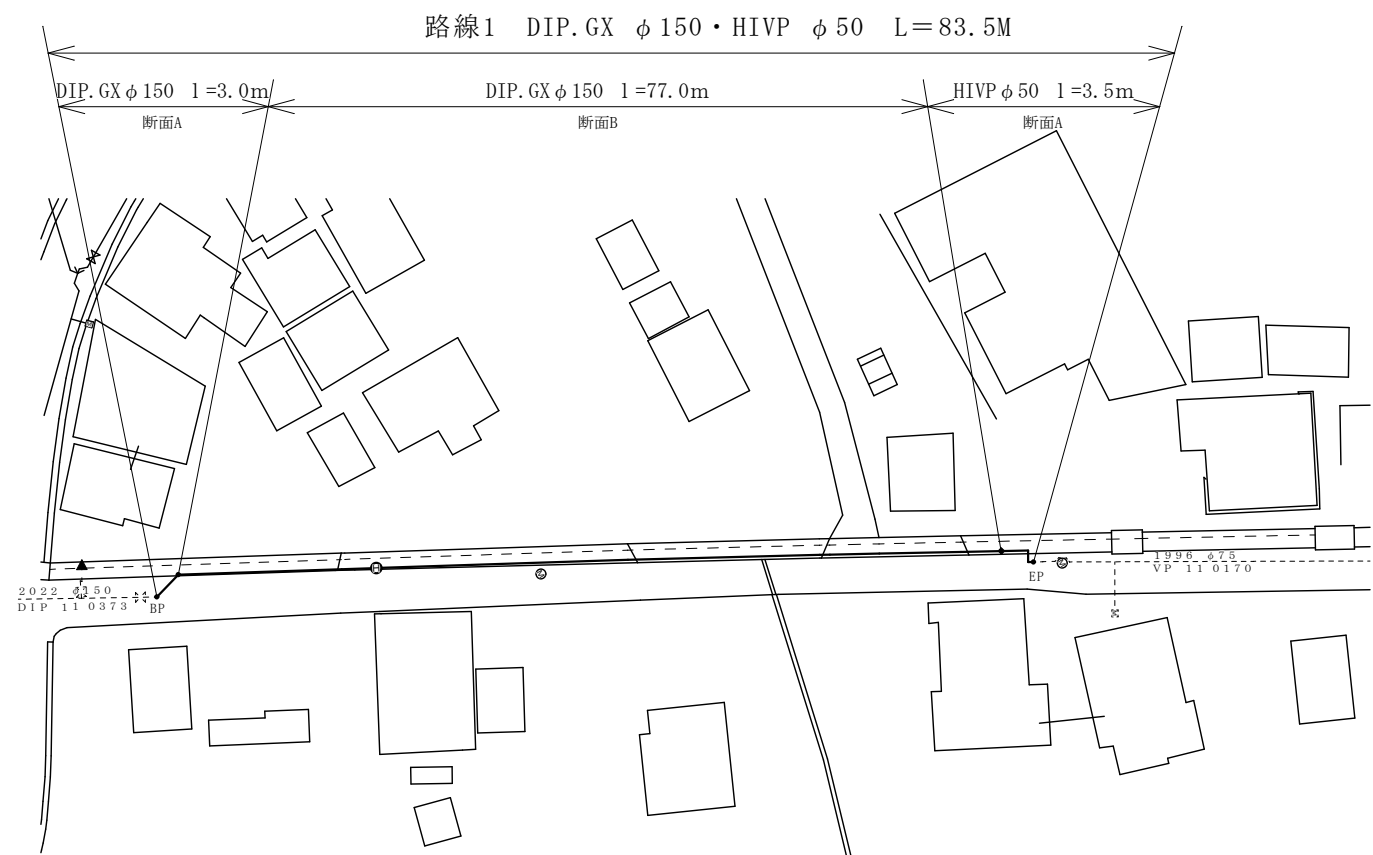 路線1　DIP.GX φ150・HIVP φ50　L＝83.5M
DIP.GXφ150　l=3.0m
DIP.GXφ150　l=77.0m
HIVPφ50　l=3.5m
断面A
断面B
断面A
1996 φ75
VP 11 0170
EP
2022 φ150
DIP 11 0373
BP
H